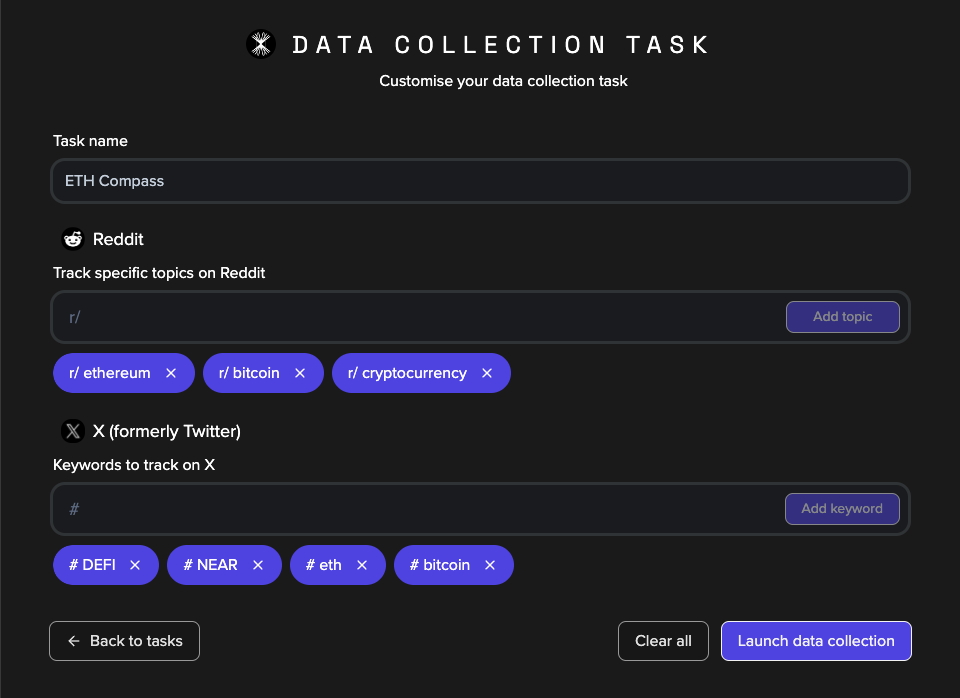 DATA COLLECTION TASK
Customise your data collection task
Task name
ETH Compass
Reddit
Track specific topics on Reddit
r/ Add topic
r/ ethereum × r/ bitcoin × r/ cryptocurrency ×
X (formerly Twitter)
Keywords to track on X
# Add keyword
# DEFI × # NEAR × # eth × # bitcoin ×
← Back to tasks Clear all Launch data collection